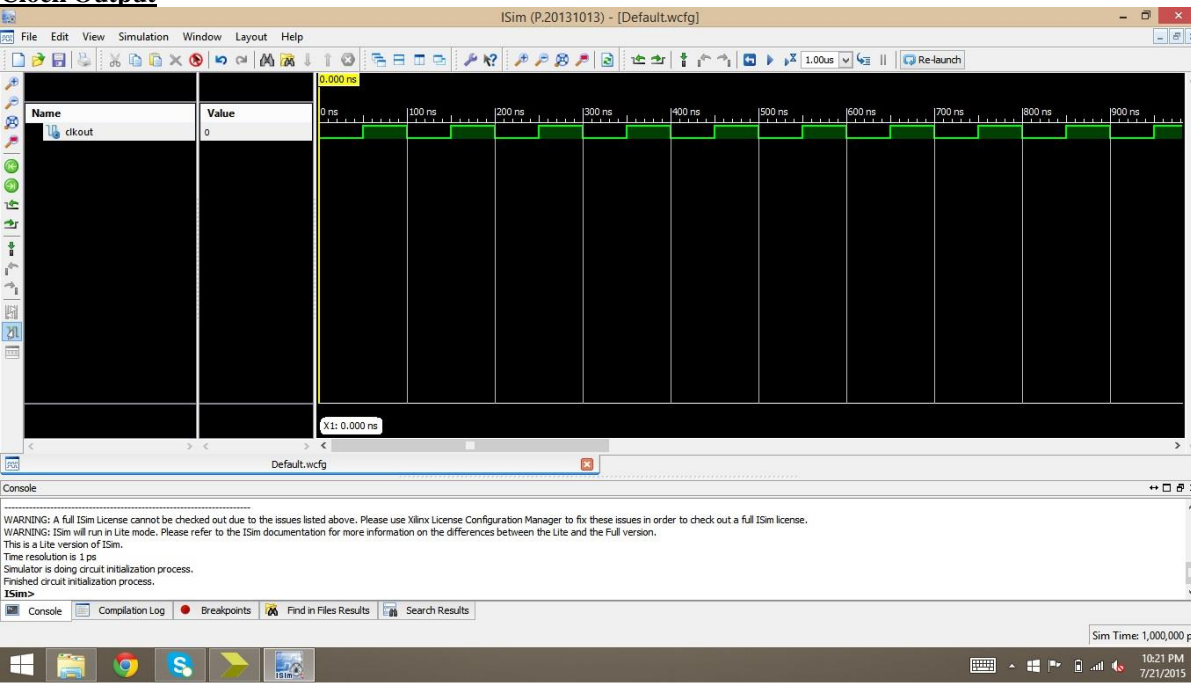 Clock Output
ISim (P.20131013) - [Default.wcfg]
File Edit View Simulation Window Layout Help
1.00us Re-launch
0.000 ns
Name Value
0 ns 100 ns 200 ns 300 ns 400 ns 500 ns 600 ns 700 ns 800 ns 900 ns
clkout 0
X1: 0.000 ns
Default.wcfg
Console
WARNING: A full ISim License cannot be checked out due to the issues listed above. Please use Xilinx License Configuration Manager to fix these issues in order to check out a full ISim license.
WARNING: ISim will run in Lite mode. Please refer to the ISim documentation for more information on the differences between the Lite and the Full version.
This is a Lite version of ISim.
Time resolution is 1 ps
Simulator is doing circuit initialization process.
Finished circuit initialization process.
ISim>
Console Compilation Log Breakpoints Find in Files Results Search Results
Sim Time: 1,000,000 p
ISim
10:21 PM
7/21/2015